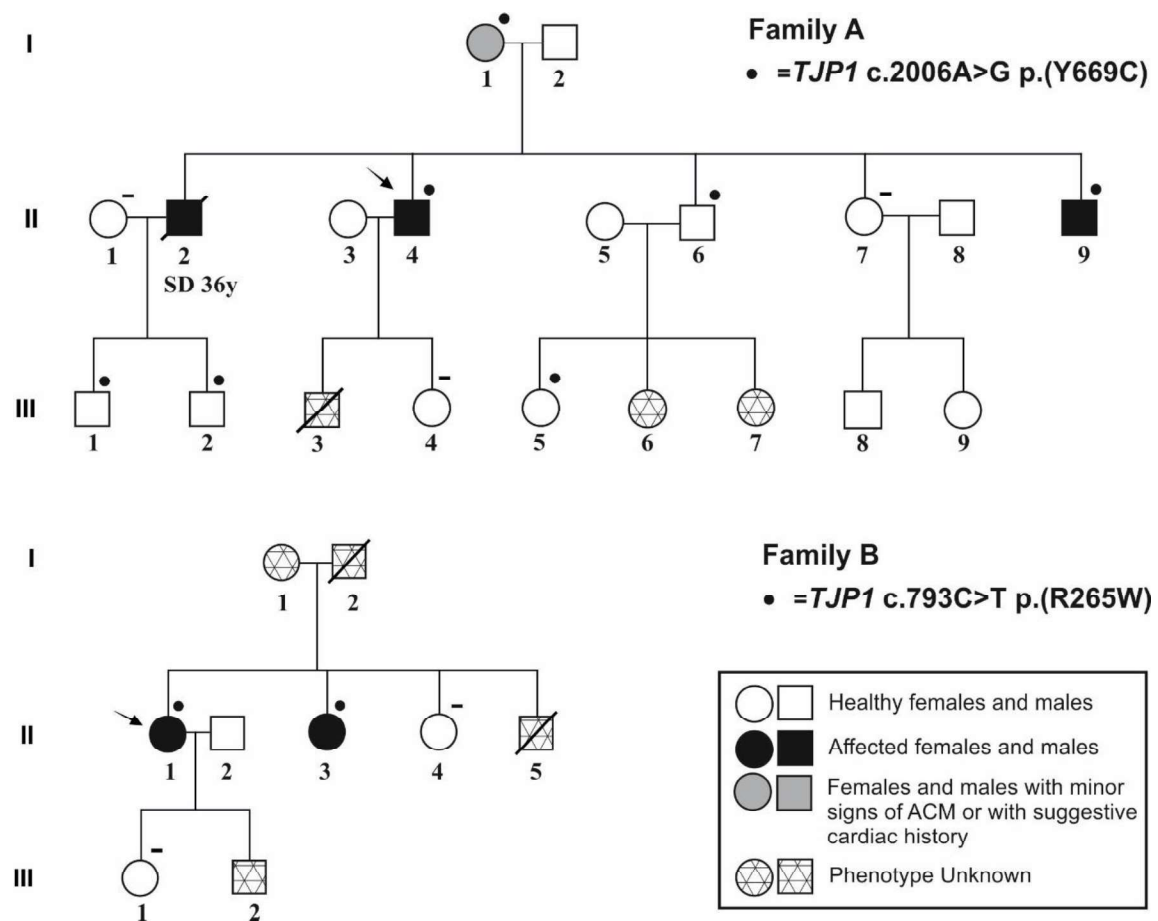 I
Family A
• =TJP1 c.2006A>G p.(Y669C)
1 2
II
1 2 3 4 5 6 7 8 9
SD 36y
III
1 2 3 4 5 6 7 8 9
I
Family B
• =TJP1 c.793C>T p.(R265W)
1 2
II
1 2 3 4 5
III
1 2
Healthy females and males
Affected females and males
Females and males with minor
signs of ACM or with suggestive
cardiac history
Phenotype Unknown